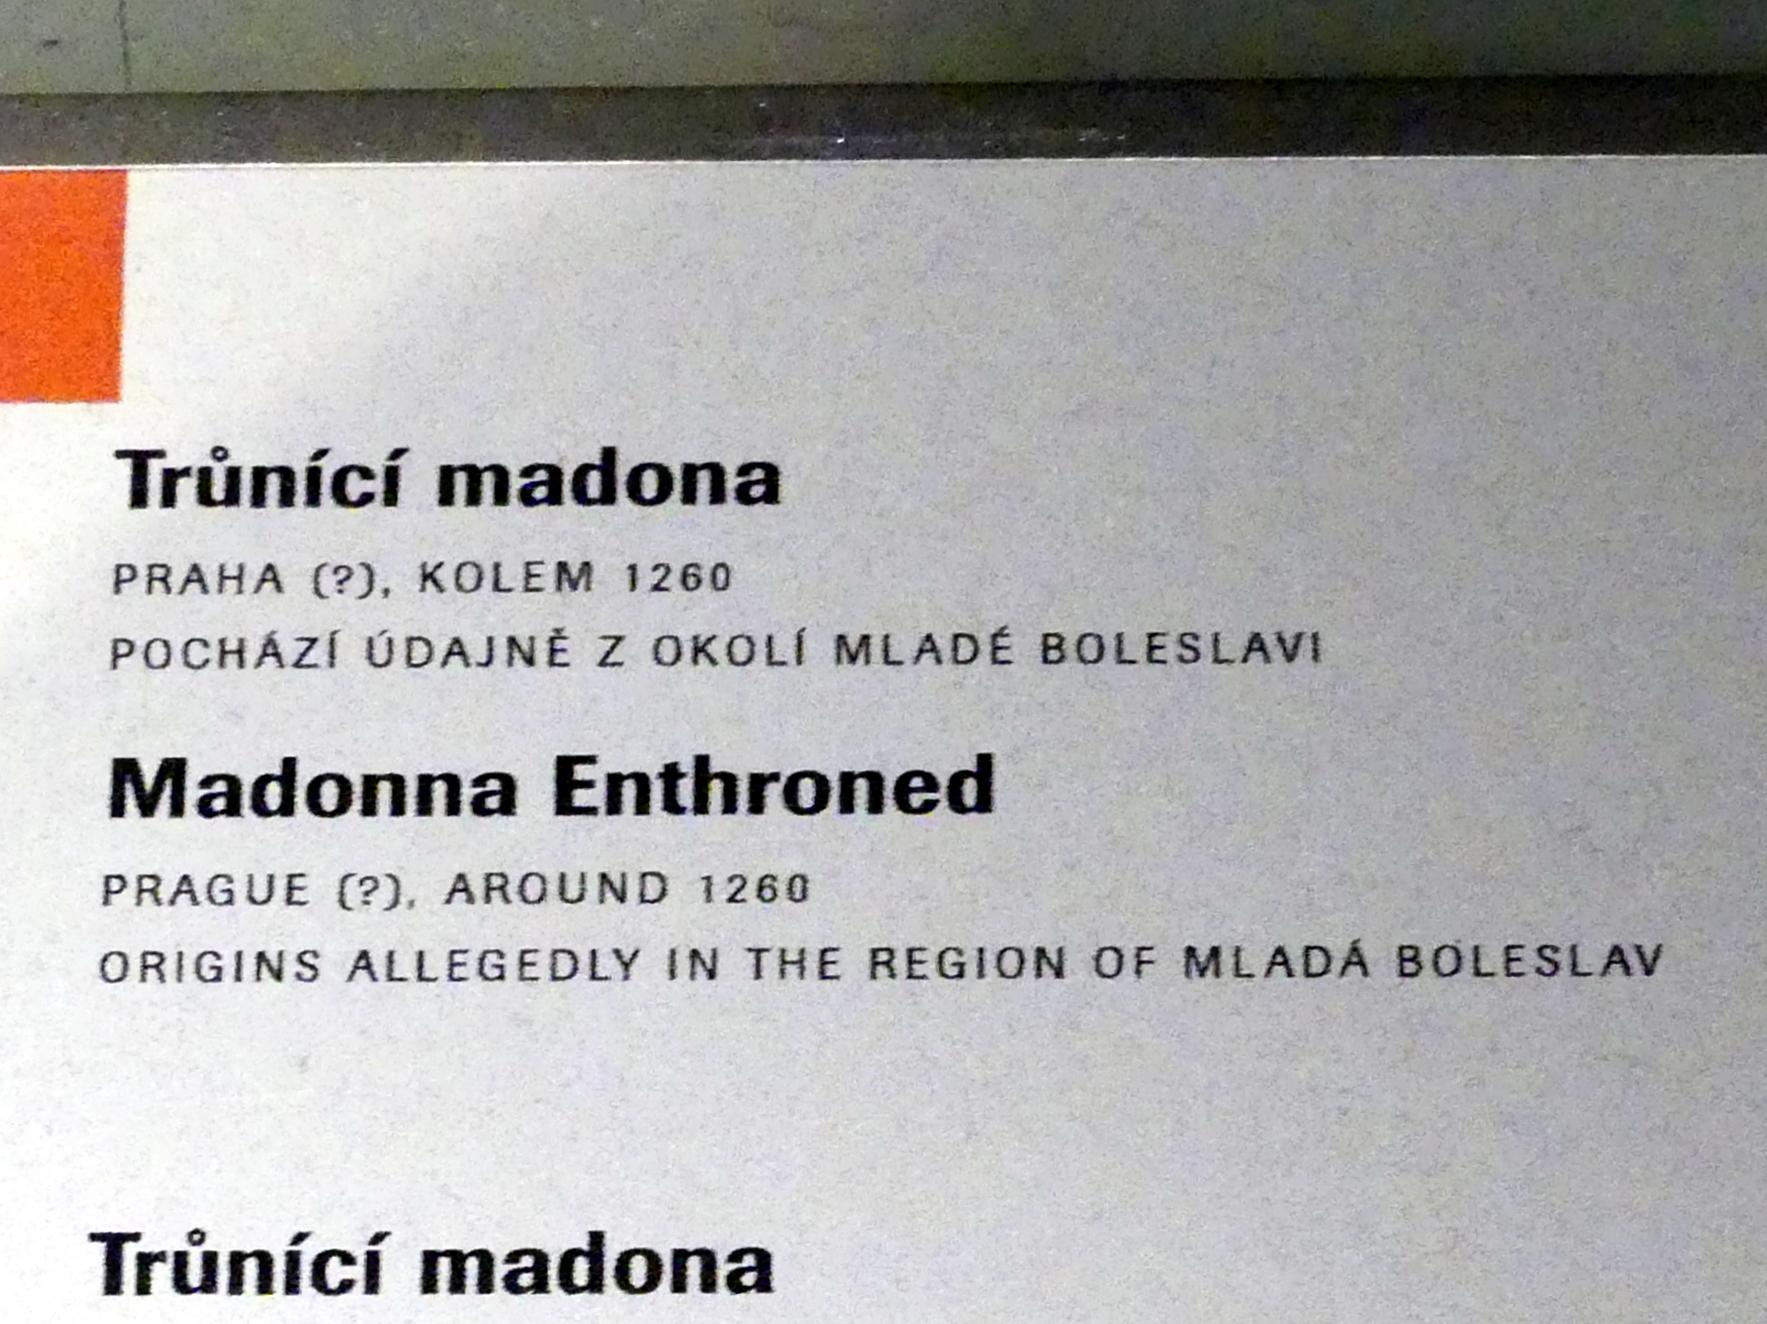 Trůnící madona
PRAHA (?), KOLEM 1260
POCHÁZÍ ÚDAJNĚ Z OKOLÍ MLADÉ BOLESLAVI
Madonna Enthroned
PRAGUE (?), AROUND 1260
ORIGINS ALLEGEDLY IN THE REGION OF MLADÁ BOLESLAV
Trůnící madona